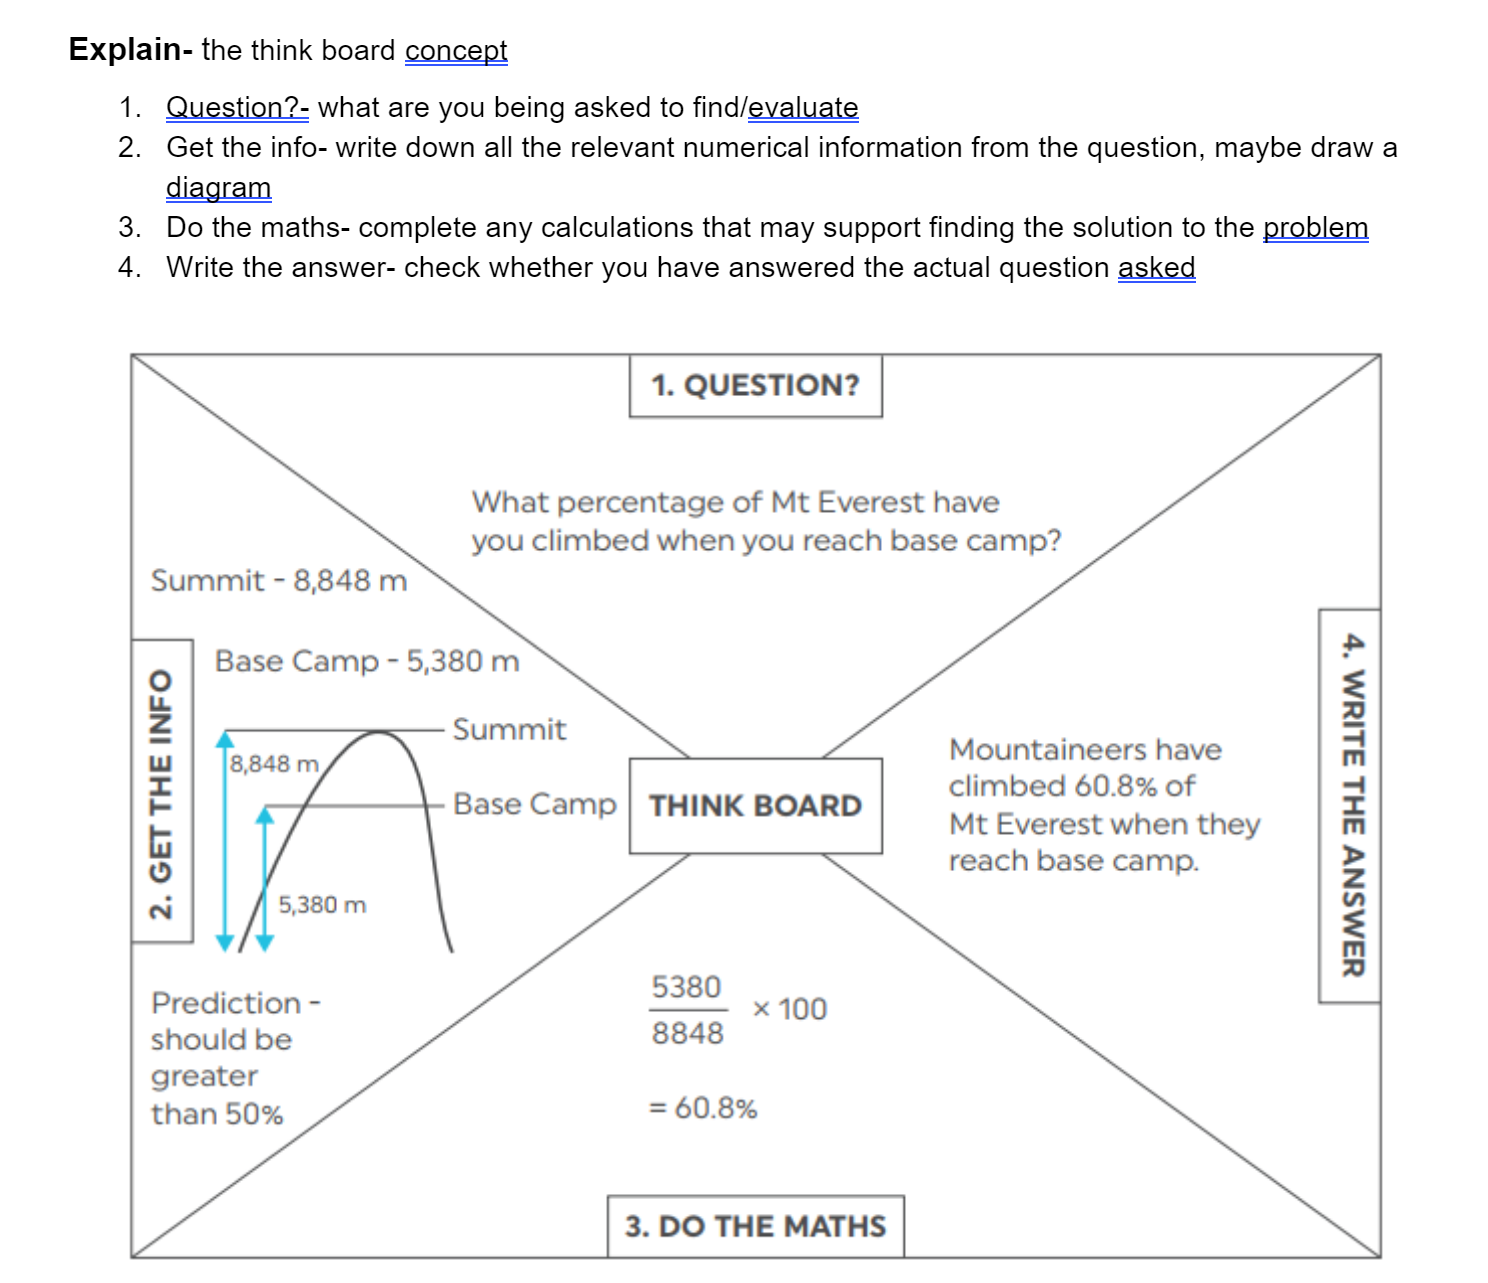 Explain- the think board concept
1. Question?- what are you being asked to find/evaluate
2. Get the info- write down all the relevant numerical information from the question, maybe draw a
diagram
3. Do the maths- complete any calculations that may support finding the solution to the problem
4. Write the answer- check whether you have answered the actual question asked
1. QUESTION?
What percentage of Mt Everest have
you climbed when you reach base camp?
2. GET THE INFO
Summit - 8,848 m
Base Camp - 5,380 m
Summit
8,848 m
Base Camp
5,380 m
Prediction -
should be
greater
than 50%
THINK BOARD
3. DO THE MATHS
5380
8848
× 100
= 60.8%
4. WRITE THE ANSWER
Mountaineers have
climbed 60.8% of
Mt Everest when they
reach base camp.